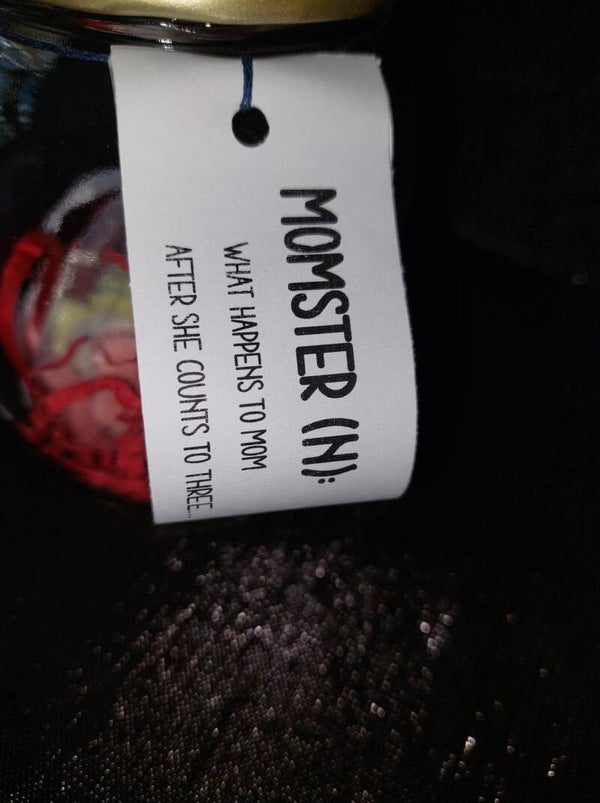 MOMSTER (N):
WHAT HAPPENS TO MOM
AFTER SHE COUNTS TO THREE...